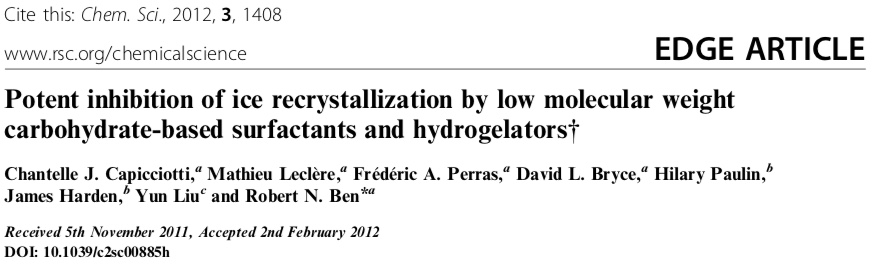 Cite this: Chem. Sci., 2012, 3, 1408
www.rsc.org/chemicalscience
EDGE ARTICLE
Potent inhibition of ice recrystallization by low molecular weight
carbohydrate-based surfactants and hydrogelators†
Chantelle J. Capicciotti,a Mathieu Leclère,a Frédéric A. Perras,a David L. Bryce,a Hilary Paulin,b
James Harden,b Yun Liuc and Robert N. Ben*a
Received 5th November 2011, Accepted 2nd February 2012
DOI: 10.1039/c2sc00885h